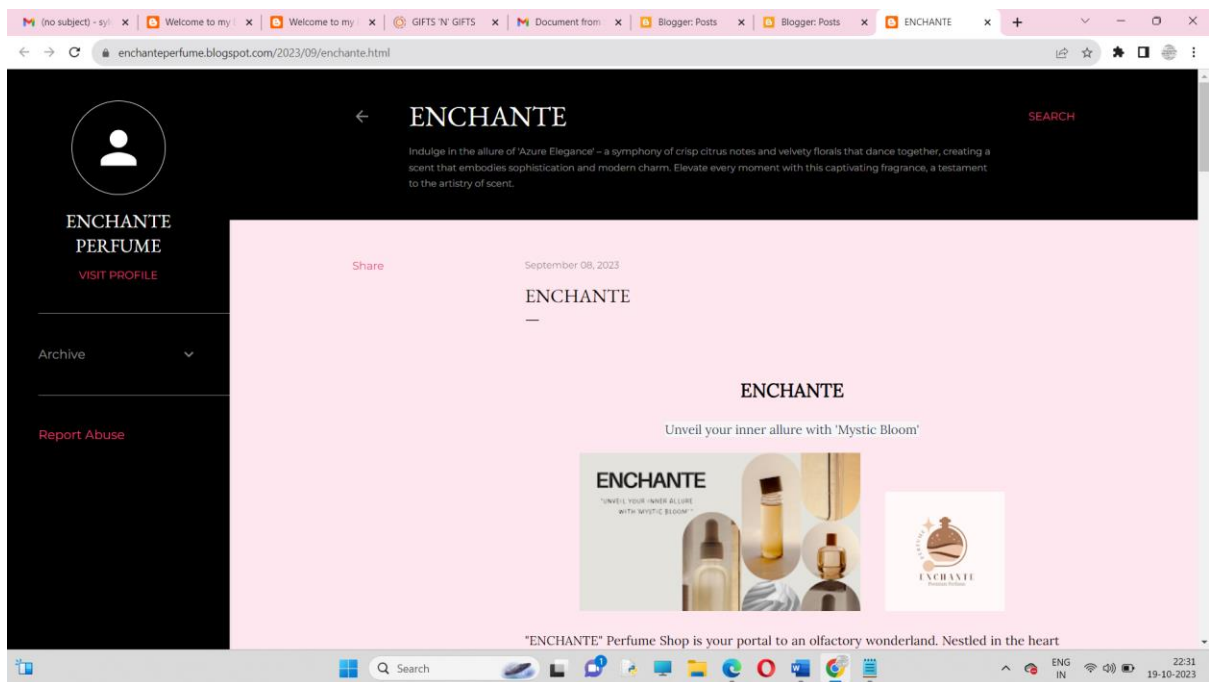 (no subject) - syl
Welcome to my
Welcome to my
GIFTS 'N' GIFTS
Document from
Blogger: Posts
Blogger: Posts
ENCHANTE
enchanteperfume.blogspot.com/2023/09/enchante.html
ENCHANTE
SEARCH
Indulge in the allure of 'Azure Elegance' – a symphony of crisp citrus notes and velvety florals that dance together, creating a
scent that embodies sophistication and modern charm. Elevate every moment with this captivating fragrance, a testament
to the artistry of scent.
ENCHANTE
PERFUME
VISIT PROFILE
Archive
Report Abuse
Share
September 08, 2023
ENCHANTE
ENCHANTE
Unveil your inner allure with 'Mystic Bloom'
ENCHANTE
"UNVEIL YOUR INNER ALLURE
WITH 'MYSTIC BLOOM'"
PERFUME
ENCHANTE
Premium Perfume
"ENCHANTE" Perfume Shop is your portal to an olfactory wonderland. Nestled in the heart
Search
ENG
IN
22:31
19-10-2023